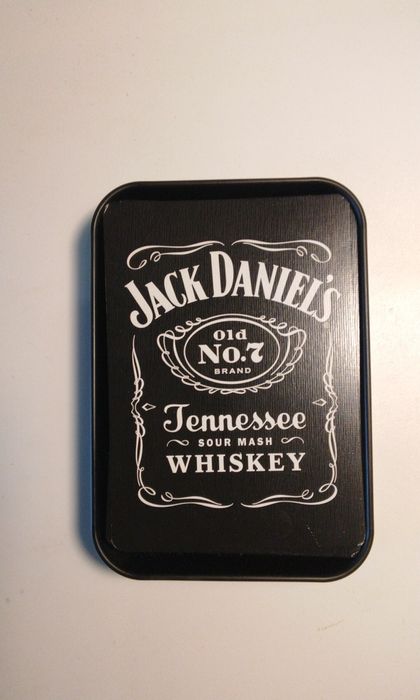 JACK DANIEL'S
Old
No.7
BRAND
Tennessee
SOUR MASH
WHISKEY